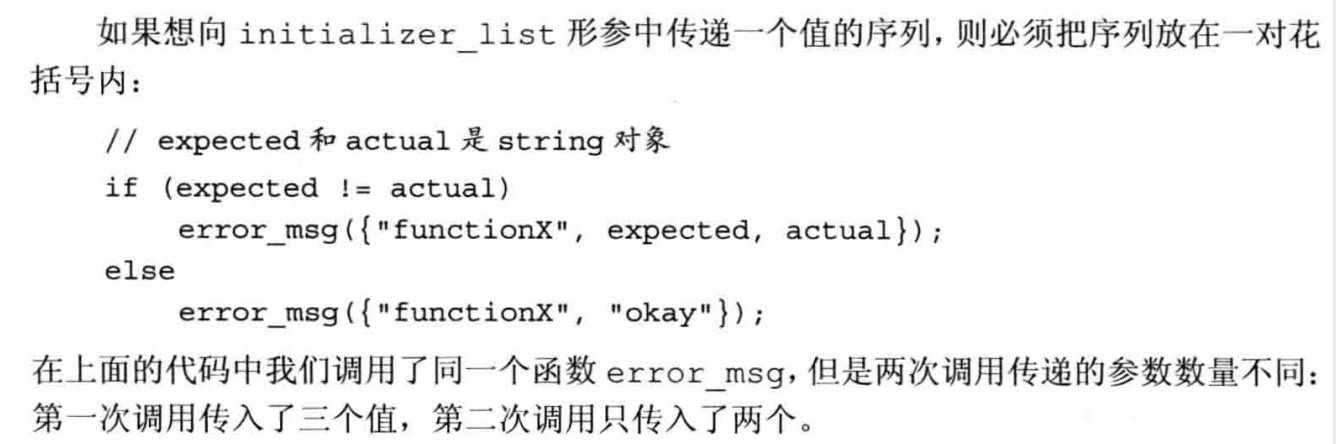 如果想向 initializer_list 形参中传递一个值的序列，则必须把序列放在一对花
括号内：
// expected 和 actual 是 string 对象
if (expected != actual)
    error_msg({"functionX", expected, actual});
else
    error_msg({"functionX", "okay"});
在上面的代码中我们调用了同一个函数 error_msg，但是两次调用传递的参数数量不同：
第一次调用传入了三个值，第二次调用只传入了两个。